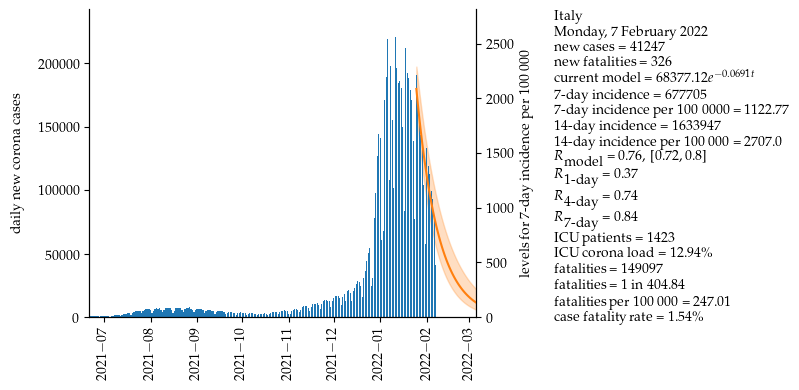 daily new corona cases
200000
150000
100000
50000
0
2021−07
2021−08
2021−09
2021−10
2021−11
2021−12
2022−01
2022−02
2022−03
2500
2000
1500
1000
500
0
levels for 7-day incidence per 100 000
Italy
Monday, 7 February 2022
new cases = 41247
new fatalities = 326
current model = 68377.12e^{−0.0691t}
7-day incidence = 677705
7-day incidence per 100 0000 = 1122.77
14-day incidence = 1633947
14-day incidence per 100 000 = 2707.0
R_model = 0.76, [0.72, 0.8]
R_1-day = 0.37
R_4-day = 0.74
R_7-day = 0.84
ICU patients = 1423
ICU corona load = 12.94%
fatalities = 149097
fatalities = 1 in 404.84
fatalities per 100 000 = 247.01
case fatality rate = 1.54%